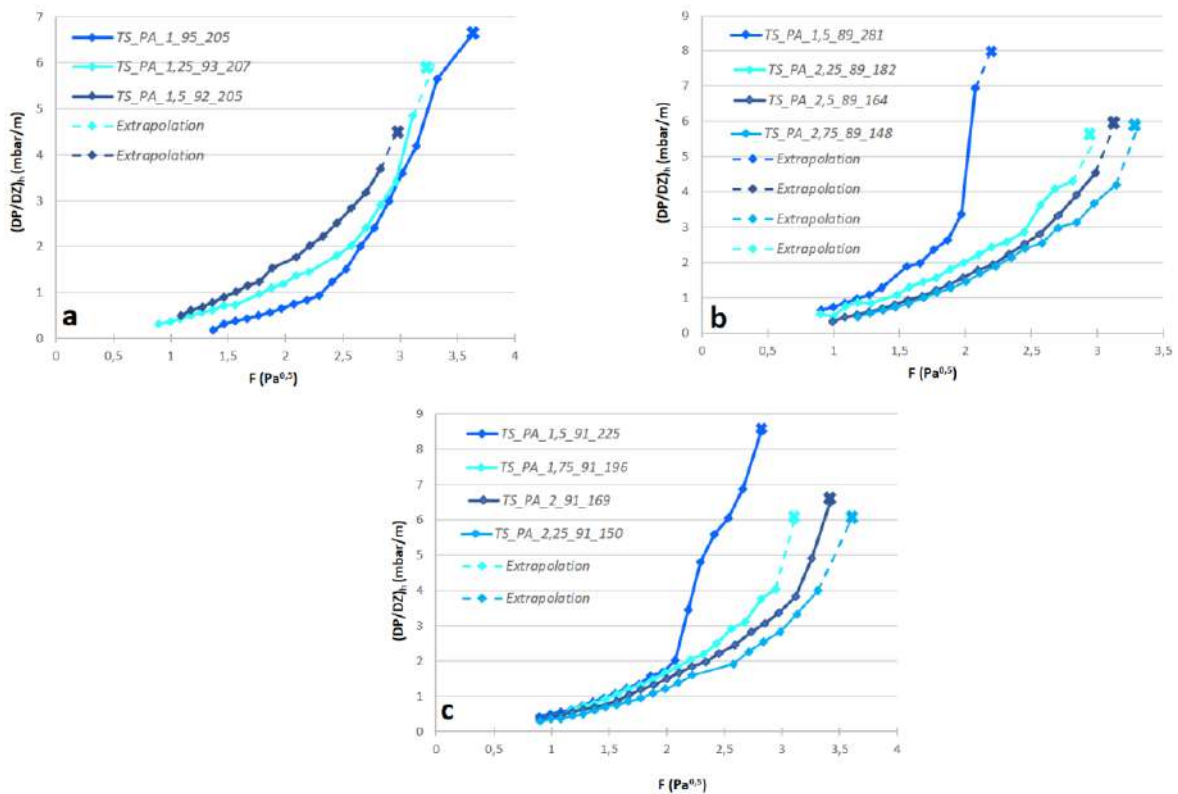 7
6
5
4
3
2
1
0
(DP/DZ)h (mbar/m)
TS_PA_1_95_205
TS_PA_1,25_93_207
TS_PA_1,5_92_205
Extrapolation
Extrapolation
a
0 0,5 1 1,5 2 2,5 3 3,5 4
F (Pa0,5)
9
8
7
6
5
4
3
2
1
0
(DP/DZ)h (mbar/m)
TS_PA_1,5_89_281
TS_PA_2,25_89_182
TS_PA_2,5_89_164
TS_PA_2,75_89_148
Extrapolation
Extrapolation
Extrapolation
Extrapolation
b
0 0,5 1 1,5 2 2,5 3 3,5
F (Pa0,5)
9
8
7
6
5
4
3
2
1
0
(DP/DZ)h (mbar/m)
TS_PA_1,5_91_225
TS_PA_1,75_91_196
TS_PA_2_91_169
TS_PA_2,25_91_150
Extrapolation
Extrapolation
c
0 0,5 1 1,5 2 2,5 3 3,5 4
F (Pa0,5)